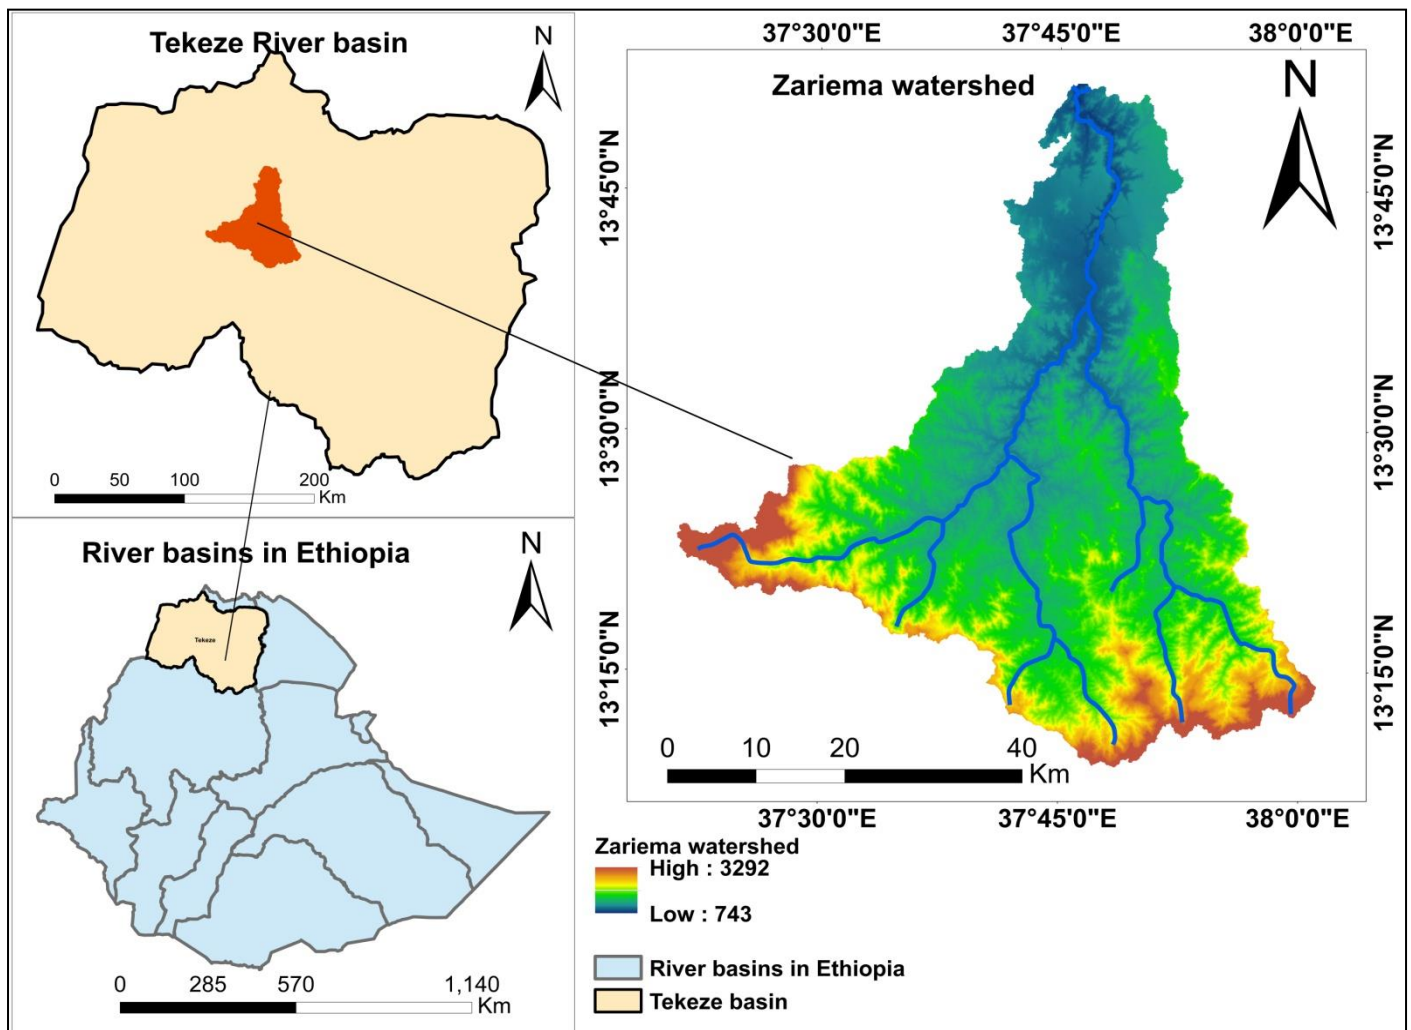 Tekeze River basin
N
0 50 100 200
Km
River basins in Ethiopia
N
Tekeze
0 285 570 1,140
Km
37°30'0"E 37°45'0"E 38°0'0"E
Zariema watershed
N
13°45'0"N 13°45'0"N
13°30'0"N 13°30'0"N
13°15'0"N 13°15'0"N
0 10 20 40
Km
37°30'0"E 37°45'0"E 38°0'0"E
Zariema watershed
High : 3292
Low : 743
River basins in Ethiopia
Tekeze basin